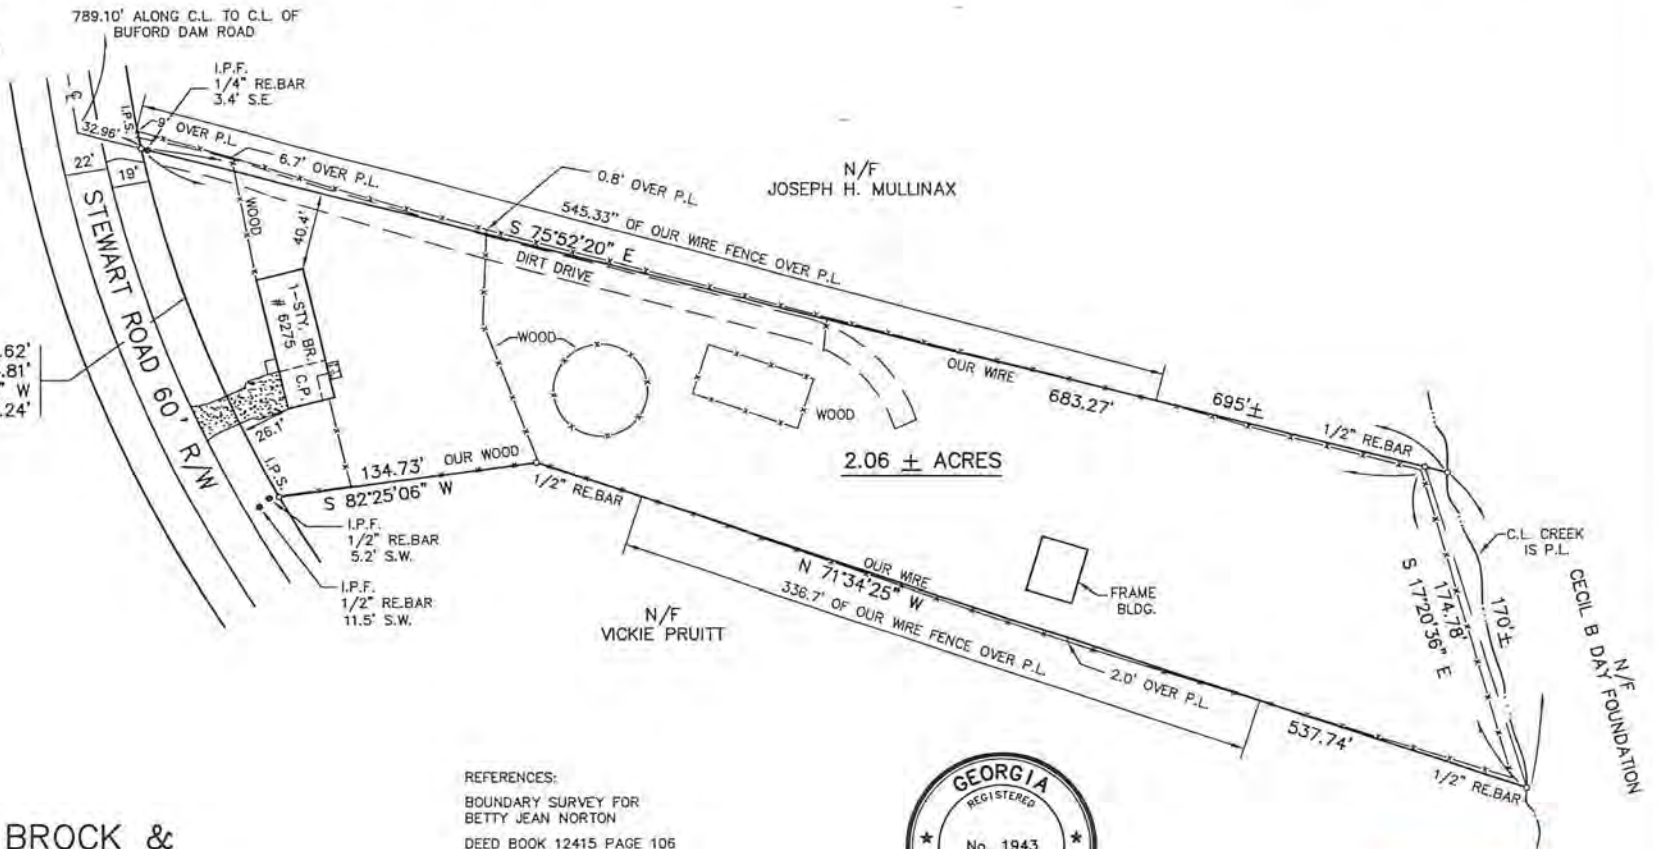 789.10' ALONG C.L. TO C.L. OF
BUFORD DAM ROAD
I.P.F.
1/4" RE.BAR
3.4' S.E.
I.P.S.
32.96'
9' OVER P.L.
6.7' OVER P.L.
22'
19'
0.8' OVER P.L.
N/F
JOSEPH H. MULLINAX
545.33" OF OUR WIRE FENCE OVER P.L.
S 75°52'20" E
DIRT DRIVE
WOOD
40.4'
STEWART ROAD 60' R/W
1-STY. BR.
# 6275
C.P.
26.1'
.62'
.81'
" W
.24'
WOOD
WOOD
OUR WIRE
683.27'
695'±
1/2" RE.BAR
2.06 ± ACRES
134.73' OUR WOOD
S 82°25'06" W
I.P.S.
1/2" RE.BAR
I.P.F.
1/2" RE.BAR
5.2' S.W.
I.P.F.
1/2" RE.BAR
11.5' S.W.
OUR WIRE
N 71°34'25" W
336.7' OF OUR WIRE FENCE OVER P.L.
N/F
VICKIE PRUITT
FRAME
BLDG.
2.0' OVER P.L.
C.L. CREEK
IS P.L.
174.78'
S 17°20'36" E
170'±
N/F
CECIL B DAY FOUNDATION
537.74'
1/2" RE.BAR
REFERENCES:
BOUNDARY SURVEY FOR
BETTY JEAN NORTON
DEED BOOK 12415 PAGE 106
BROCK &
GEORGIA
REGISTERED
No. 1943